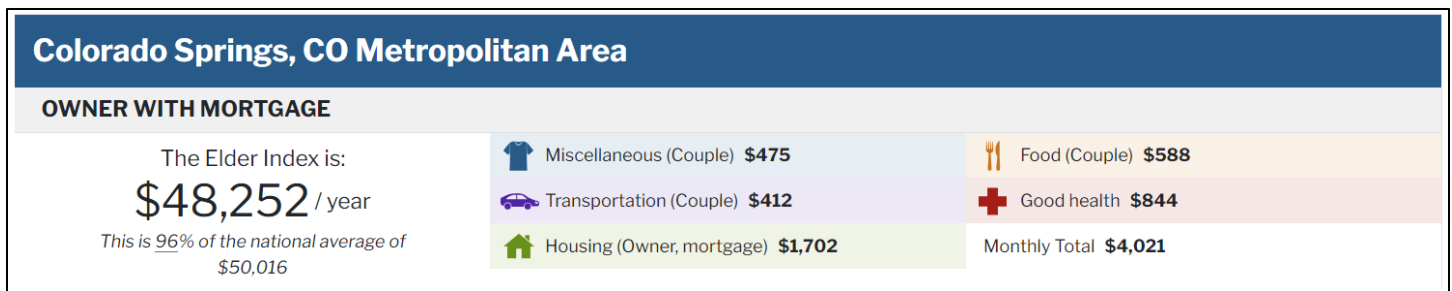 Colorado Springs, CO Metropolitan Area
OWNER WITH MORTGAGE
The Elder Index is:
$48,252 / year
This is 96% of the national average of
$50,016
Miscellaneous (Couple) $475
Food (Couple) $588
Transportation (Couple) $412
Good health $844
Housing (Owner, mortgage) $1,702
Monthly Total $4,021